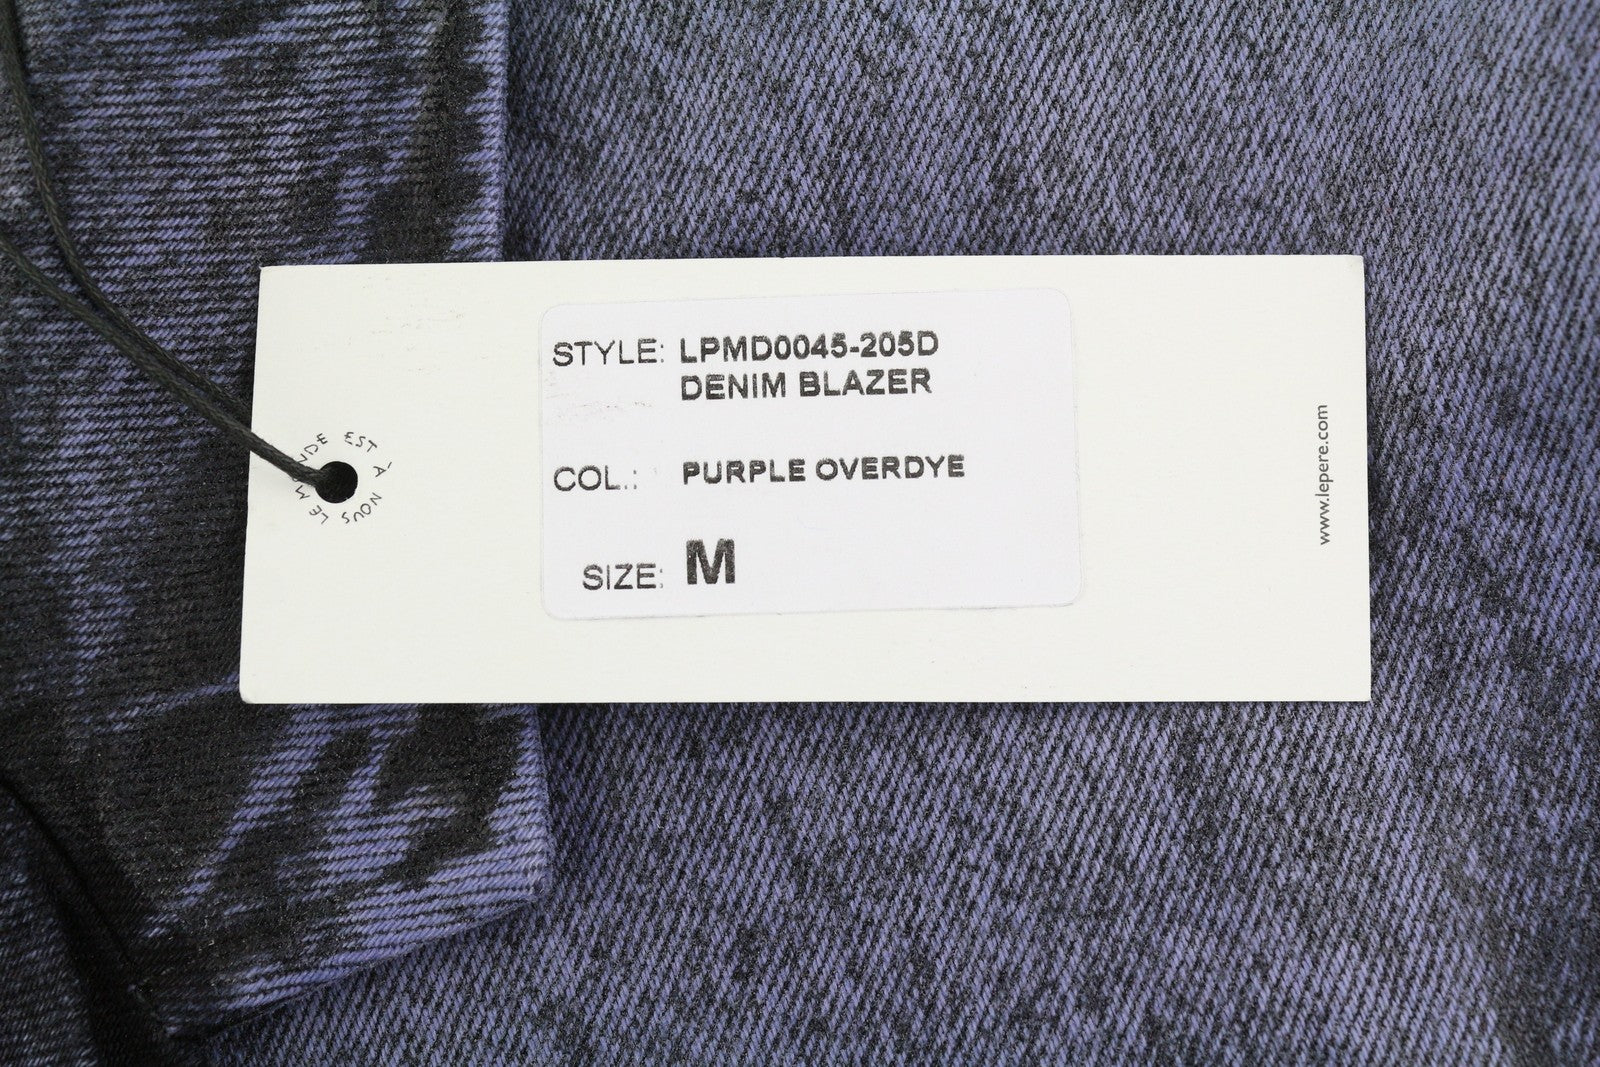 STYLE: LPMD0045-205D
DENIM BLAZER
COL.: PURPLE OVERDYE
SIZE: M
LE MONDE EST À NOUS
www.lepere.com